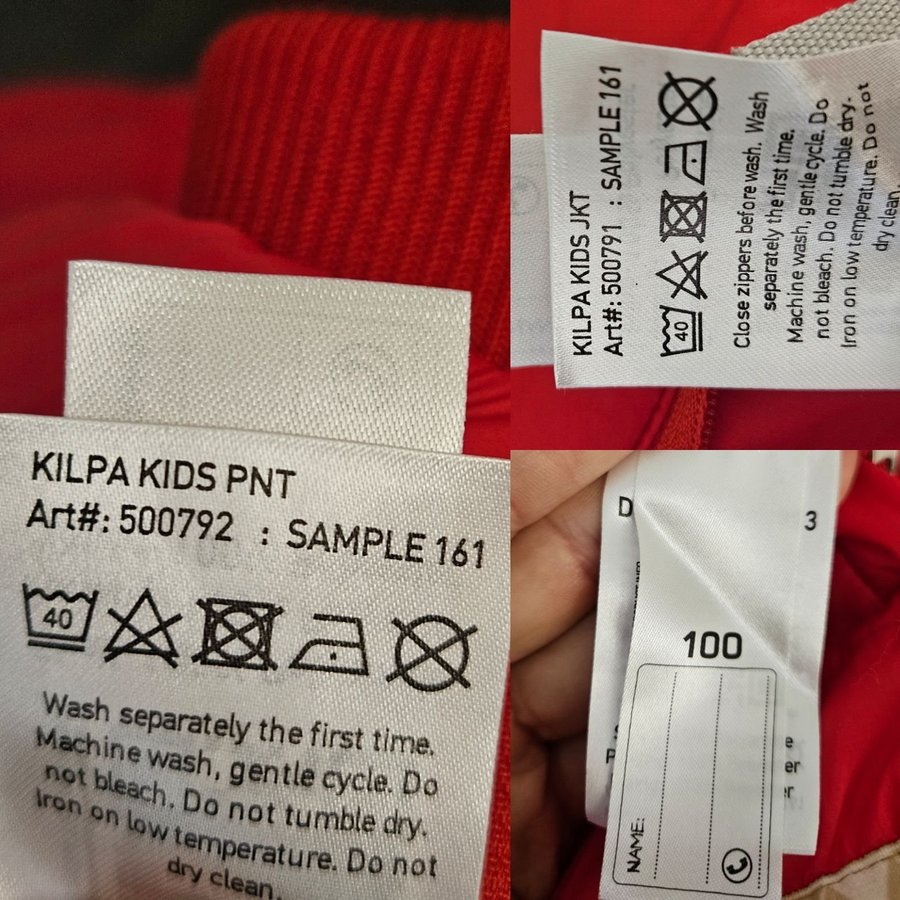 KILPA KIDS PNT
Art#: 500792 : SAMPLE 161
40
Wash separately the first time.
Machine wash, gentle cycle. Do
not bleach. Do not tumble dry.
Iron on low temperature. Do not
dry clean.
KILPA KIDS JKT
Art#: 500791 : SAMPLE 161
40
Close zippers before wash. Wash
separately the first time.
Machine wash, gentle cycle. Do
not bleach. Do not tumble dry.
Iron on low temperature. Do not
dry clean.
D
3
100
NAME:
e
er
er